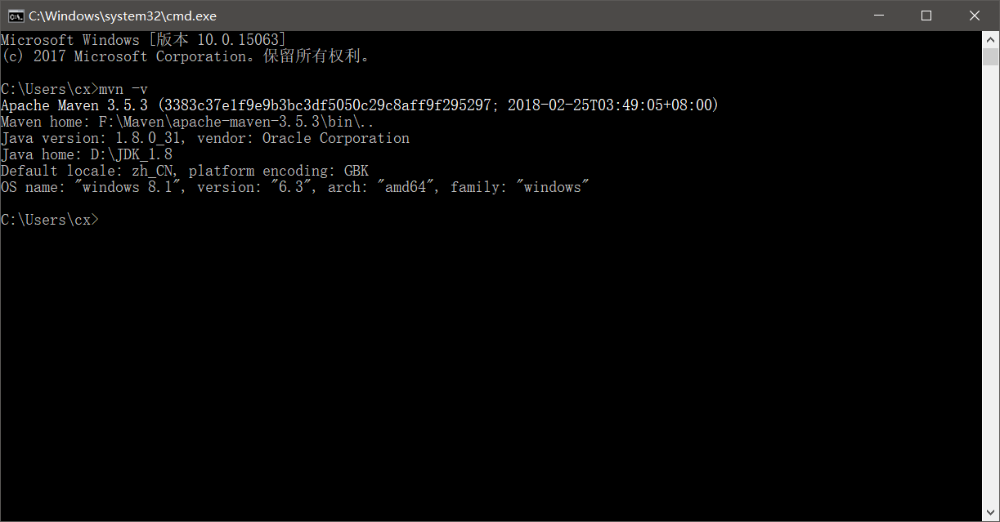 C:\Windows\system32\cmd.exe
Microsoft Windows [版本 10.0.15063]
(c) 2017 Microsoft Corporation。保留所有权利。
C:\Users\cx>mvn -v
Apache Maven 3.5.3 (3383c37e1f9e9b3bc3df5050c29c8aff9f295297; 2018-02-25T03:49:05+08:00)
Maven home: F:\Maven\apache-maven-3.5.3\bin\..
Java version: 1.8.0_31, vendor: Oracle Corporation
Java home: D:\JDK_1.8
Default locale: zh_CN, platform encoding: GBK
OS name: "windows 8.1", version: "6.3", arch: "amd64", family: "windows"
C:\Users\cx>